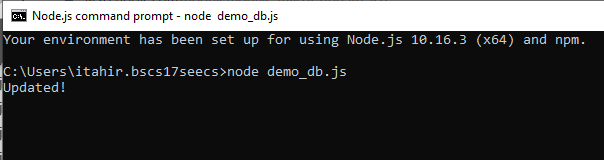 Node.js command prompt - node demo_db.js
Your environment has been set up for using Node.js 10.16.3 (x64) and npm.
C:\Users\itahir.bscs17seecs>node demo_db.js
Updated!